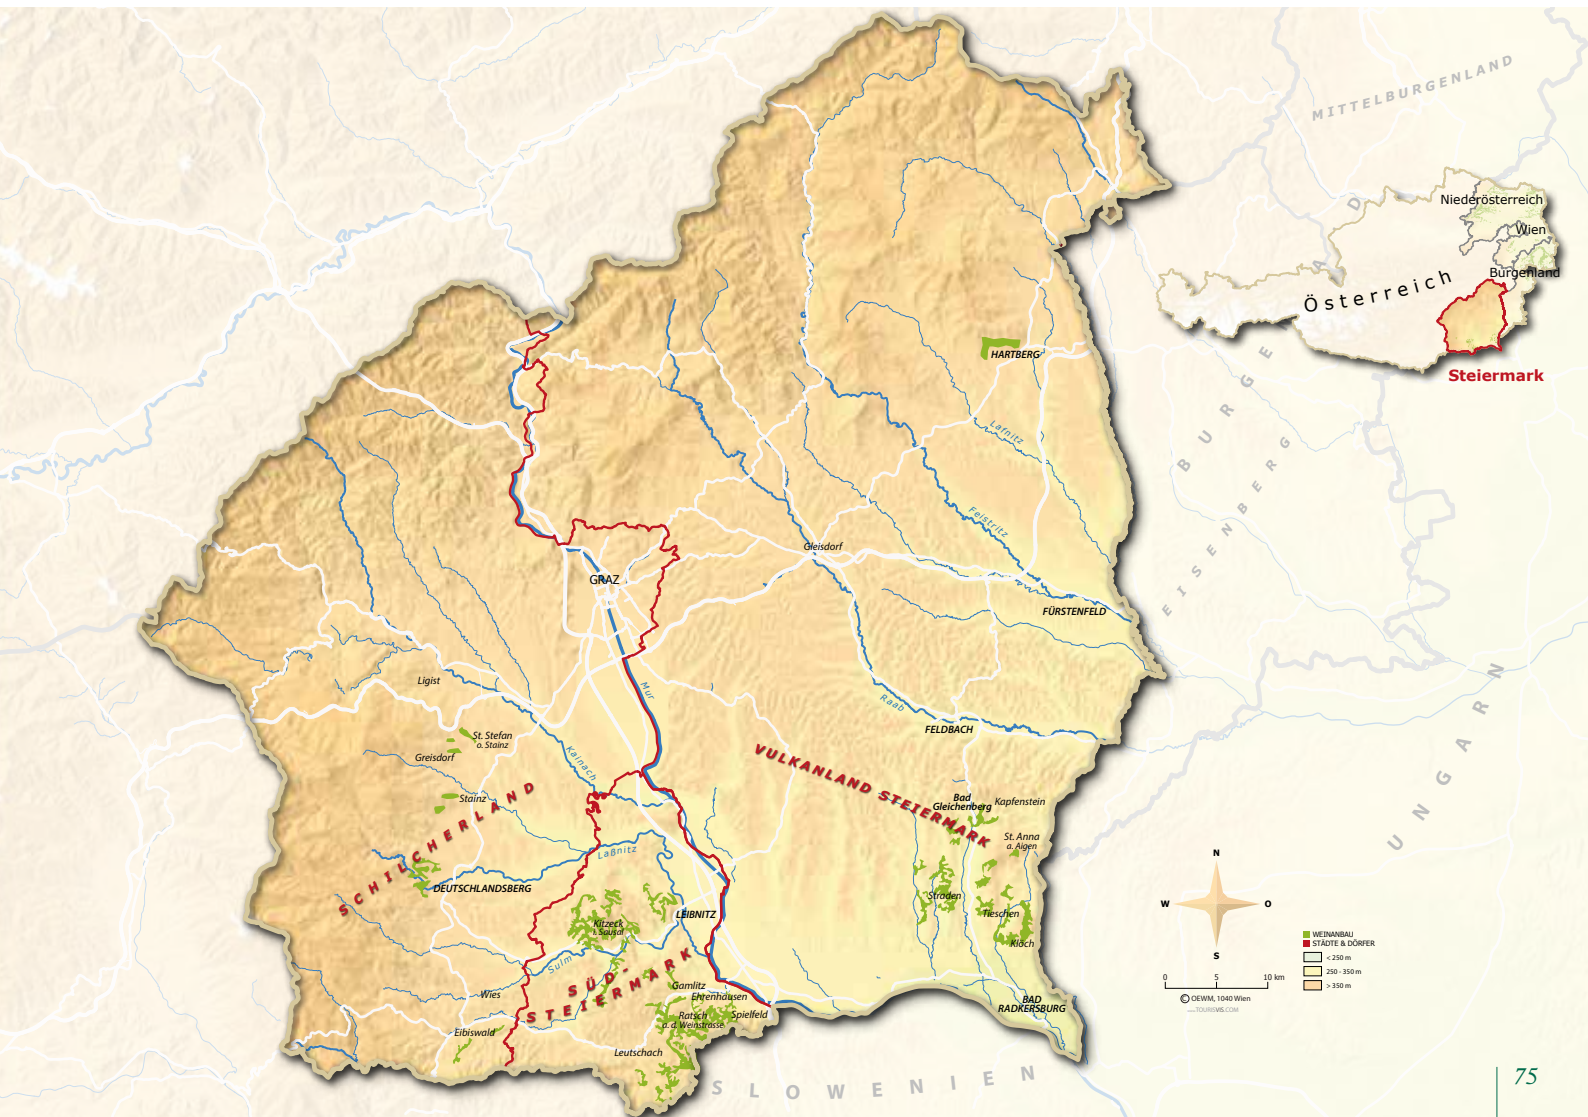 MITTELBURGENLAND
Niederösterreich
Wien
Burgenland
Österreich
Steiermark
BURGENLAND
EISENBERG
UNGARN
SLOWENIEN
HARTBERG
Lafnitz
Feistritz
Gleisdorf
GRAZ
FÜRSTENFELD
Ligist
Mur
Raab
FELDBACH
St. Stefan
o. Stainz
Greisdorf
Kainach
VULKANLAND STEIERMARK
Bad
Gleichenberg
Kapfenstein
Stainz
SCHILCHERLAND
St. Anna
a. Aigen
Laßnitz
DEUTSCHLANDSBERG
Straden
Tieschen
Klöch
Kitzeck
i. Sausal
LEIBNITZ
Sulm
SÜD-
STEIERMARK
Wies
Gamlitz
Ehrenhausen
Ratsch
a. d. Weinstrasse
Spielfeld
Eibiswald
Leutschach
BAD
RADKERSBURG
N
W
O
S
0 5 10 km
© OEWM, 1040 Wien
TOURISVIS.COM
WEINANBAU
STÄDTE & DÖRFER
< 250 m
250 - 350 m
> 350 m
75